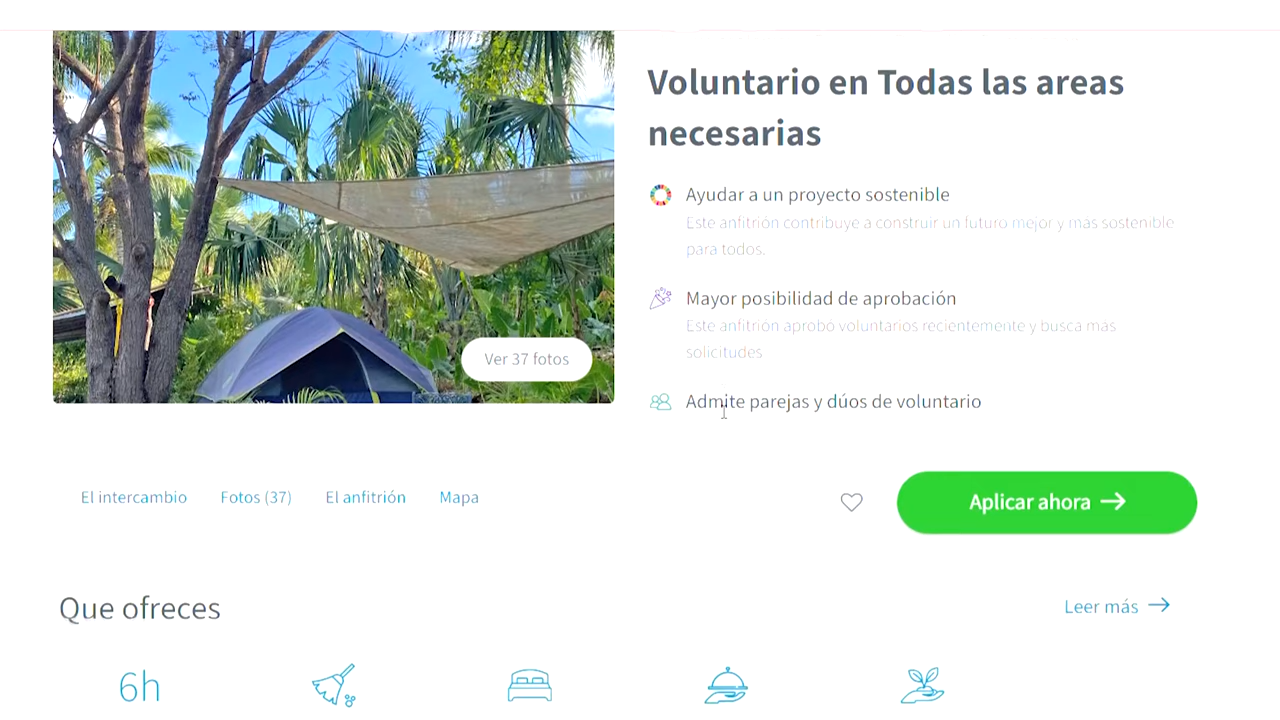 Voluntario en Todas las areas
necesarias
Ayudar a un proyecto sostenible
Este anfitrión contribuye a construir un futuro mejor y mas sostenible
para todos.
Mayor posibilidad de aprobación
Este anfitrión aprobó voluntarios recientemente y busca mas
solicitudes
Admite parejas y dúos de voluntario
Ver 37 fotos
El intercambio
Fotos (37)
El anfitrión
Mapa
Aplicar ahora →
Que ofreces
Leer más →
6h